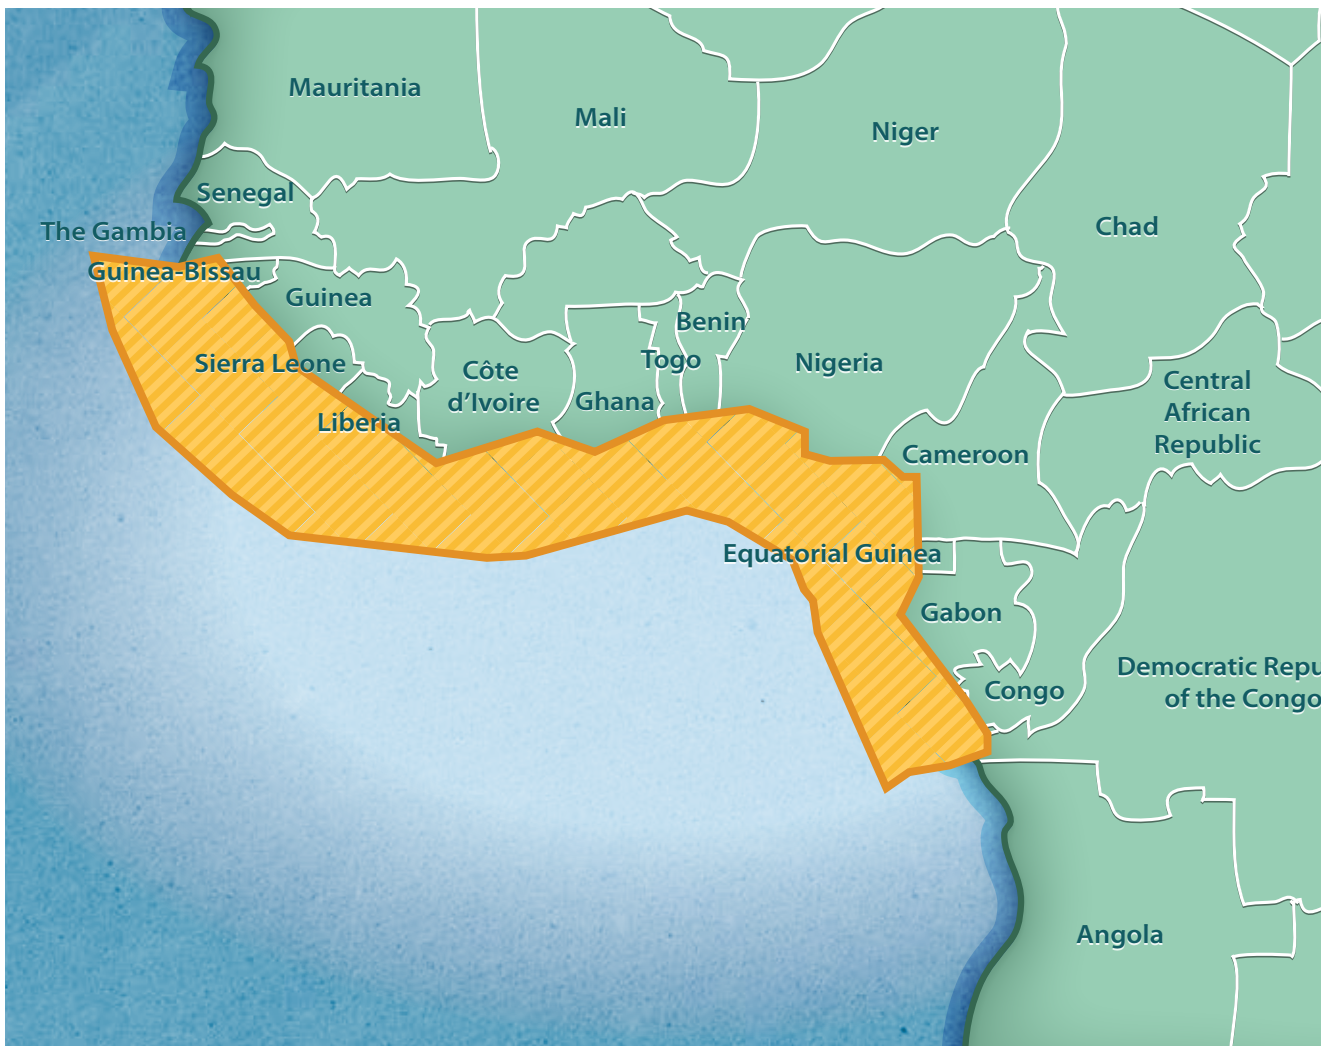 Mauritania
Mali
Niger
Senegal
Chad
The Gambia
Guinea-Bissau
Guinea
Benin
Sierra Leone
Togo
Nigeria
Côte
d’Ivoire
Ghana
Central
African
Republic
Liberia
Cameroon
Equatorial Guinea
Gabon
Democratic Repu
of the Congo
Congo
Angola